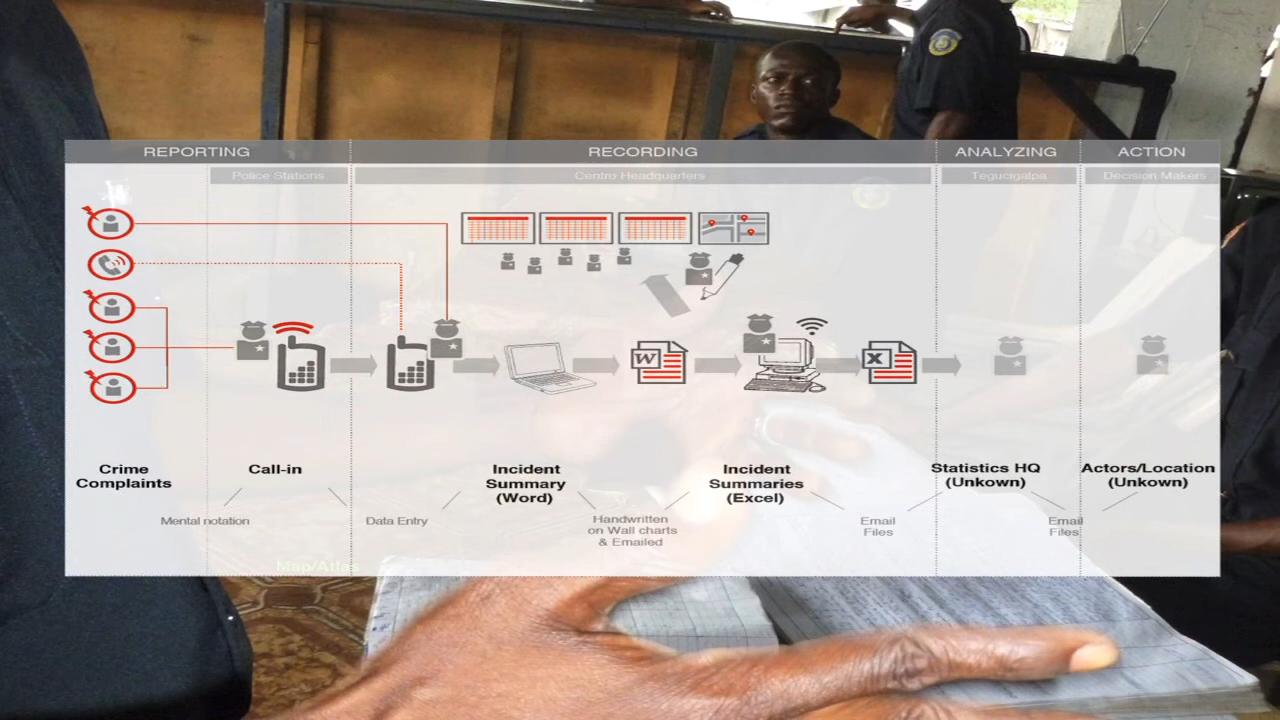 REPORTING
RECORDING
ANALYZING
ACTION
Police Stations
Centro Headquarters
Tegucigalpa
Decision Makers
W
X
Crime
Complaints
Call-in
Incident
Summary
(Word)
Incident
Summaries
(Excel)
Statistics HQ
(Unkown)
Actors/Location
(Unkown)
Mental notation
Data Entry
Handwritten
on Wall charts
& Emailed
Email
Files
Email
Files
Map/Atlas